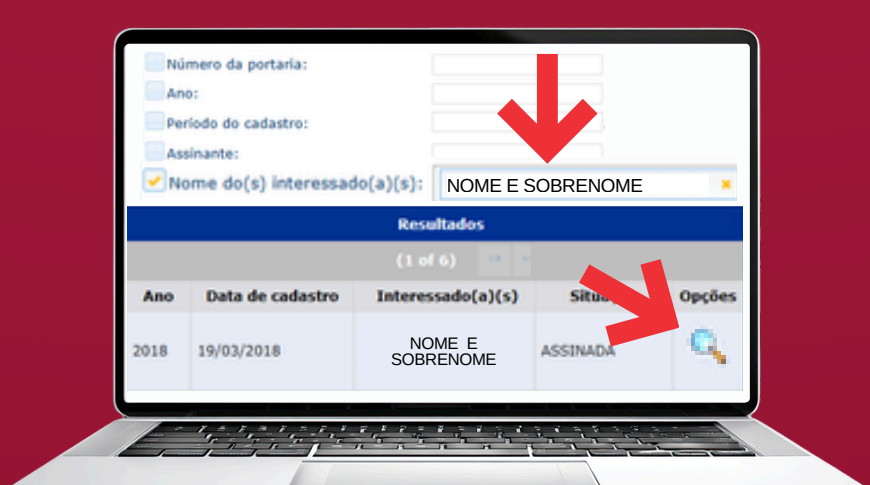 Número da portaria:
Ano:
Período do cadastro:
Assinante:
Nome do(s) interessado(a)(s): NOME E SOBRENOME
Resultados
(1 of 6)
Ano Data de cadastro Interessado(a)(s) Opções
2018 19/03/2018 NOME E SOBRENOME ASSINADA